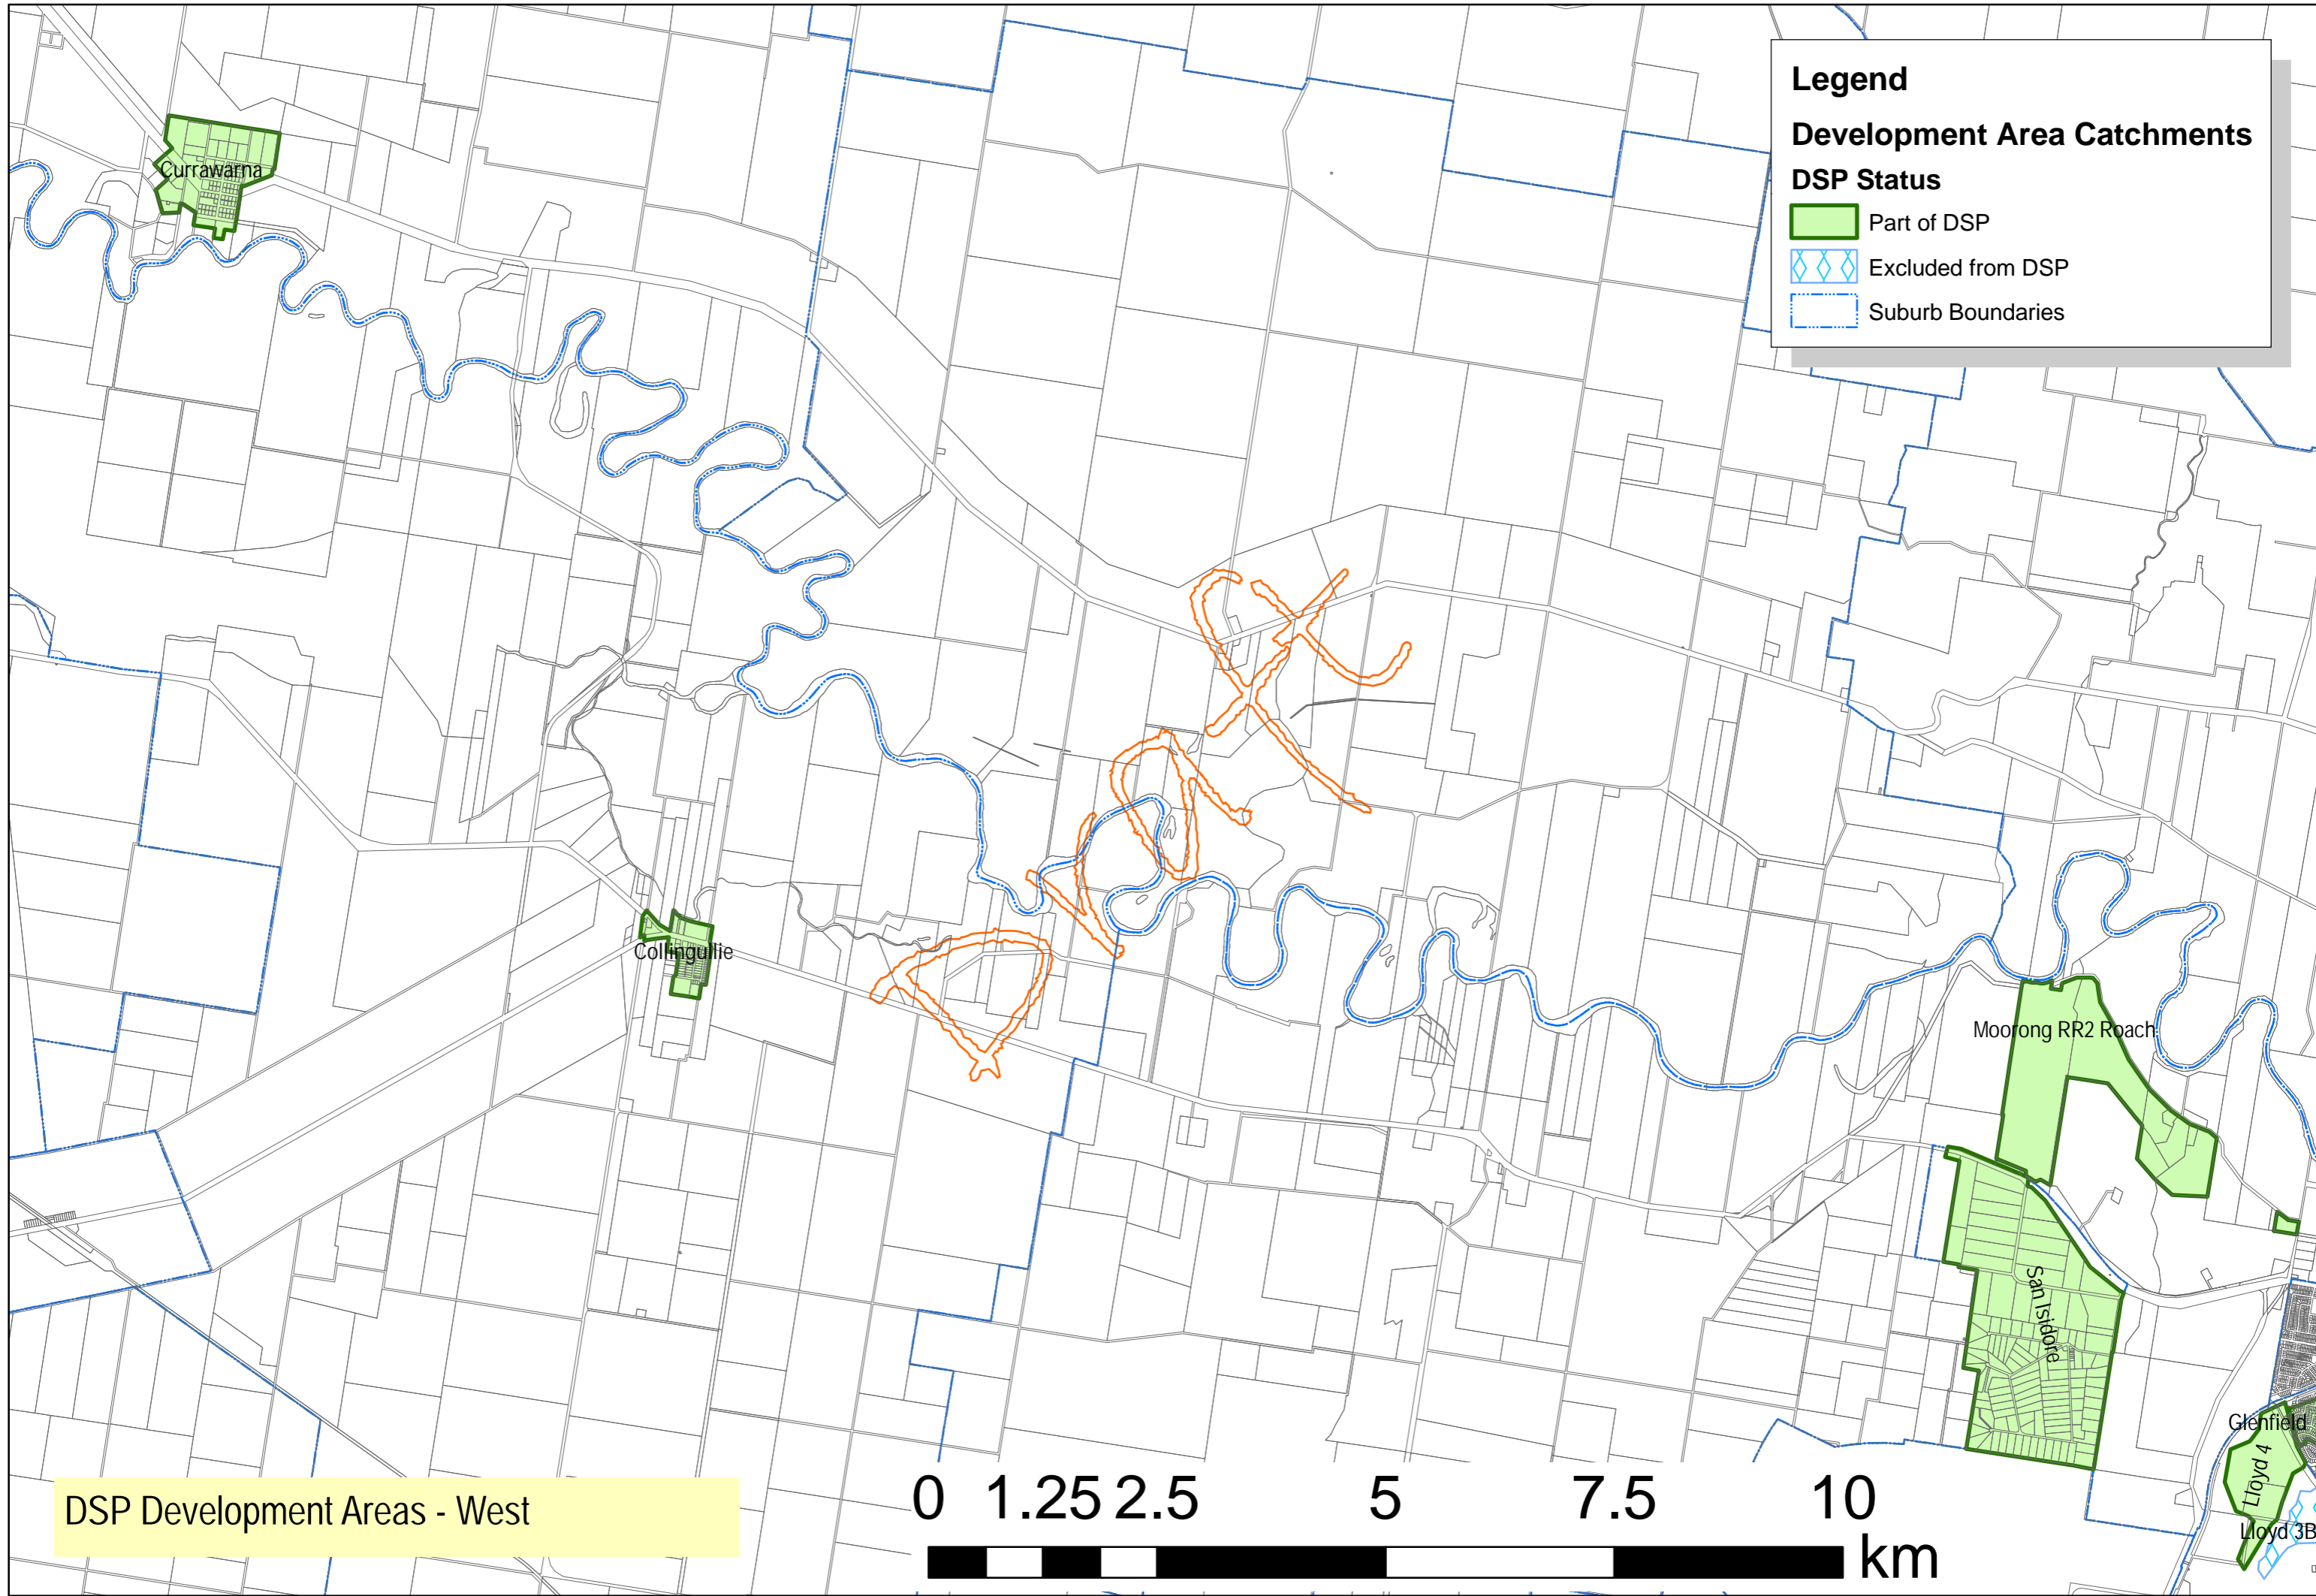 Legend
Development Area Catchments
DSP Status
Part of DSP
Excluded from DSP
Suburb Boundaries
Currawarna
Draft
Collingullie
Moorong RR2 Roach
San Isidore
Glenfield
Lloyd 4
Lloyd 3B
DSP Development Areas - West
0 1.25 2.5 5 7.5 10
km